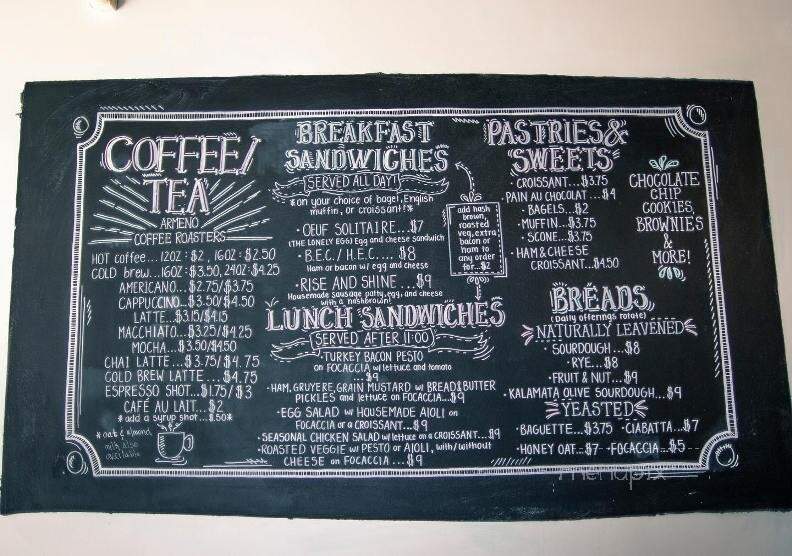 COFFEE/
TEA
ARMENO
COFFEE ROASTERS
HOT coffee...12OZ: $2, 16OZ: $2.50
COLD brew...16OZ: $3.50, 24OZ: $4.25
AMERICANO...$2.75/$3.75
CAPPUCCINO...$3.50/$4.50
LATTE...$3.15/$4.15
MACCHIATO...$3.25/$4.25
MOCHA...$3.50/$4.50
CHAI LATTE...$3.75/$4.75
COLD BREW LATTE....$4.75
ESPRESSO SHOT...$1.75/$3
CAFÉ AU LAIT...$2
*add a syrup shot...$.50*
*oat & almond
milk also
available
BREAKFAST
SANDWICHES
SERVED ALL DAY!
*on your choice of bagel, English
muffin, or croissant!*
·OEUF SOLITAIRE...$7
(THE LONELY EGG) Egg and cheese sandwich
·B.E.C./H.E.C.... $8
Ham or bacon w/ egg and cheese
·RISE AND SHINE ...$9
Housemade sausage patty, egg, and cheese
with a hashbrown!
add hash
brown,
roasted
veg, extra
bacon or
ham to
any order
for...$2
LUNCH SANDWICHES
SERVED AFTER 11:00
·TURKEY BACON PESTO
on FOCACCIA w/ lettuce and tomato
...$9
·HAM, GRUYERE, GRAIN MUSTARD w/ BREAD&BUTTER
PICKLES and lettuce on FOCACCIA...$9
·EGG SALAD w/ HOUSEMADE AIOLI on
FOCACCIA or a CROISSANT...$9
·SEASONAL CHICKEN SALAD w/ lettuce on a CROISSANT...$9
·ROASTED VEGGIE w/ PESTO or AIOLI, with/without
CHEESE on FOCACCIA ...$9
PASTRIES&
SWEETS
·CROISSANT...$3.75
·PAIN AU CHOCOLAT...$4
·BAGELS...$2
·MUFFIN...$3.75
·SCONE...$3.75
·HAM & CHEESE
CROISSANT...$4.50
CHOCOLATE
CHIP
COOKIES,
BROWNIES
&
MORE!
BREADS
(Daily offerings rotate)
NATURALLY LEAVENED
·SOURDOUGH...$8
·RYE...$8
·FRUIT & NUT...$9
·KALAMATA OLIVE SOURDOUGH...$9
YEASTED
·BAGUETTE...$3.75 ·CIABATTA...$7
·HONEY OAT...$7 ·FOCACCIA...$5
menupix